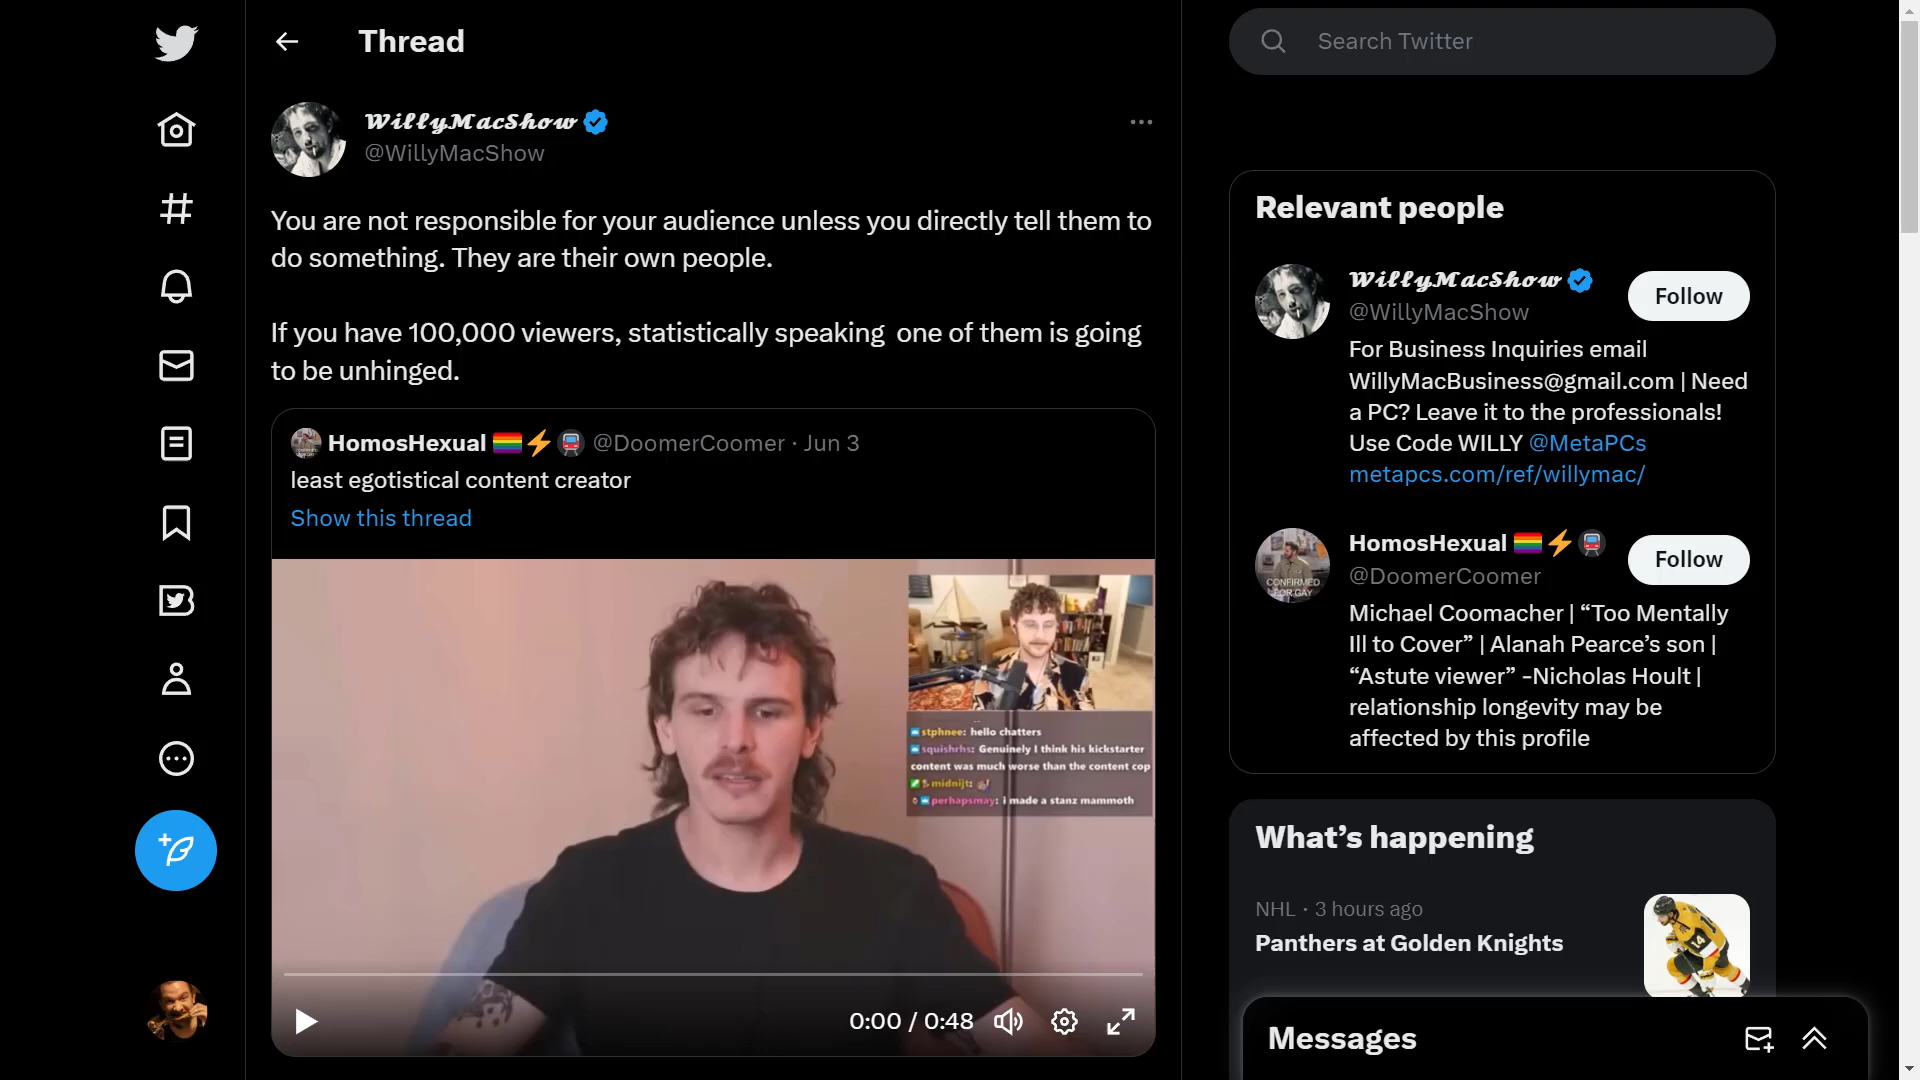 Thread
Search Twitter
WillyMacShow
@WillyMacShow
You are not responsible for your audience unless you directly tell them to
do something. They are their own people.
If you have 100,000 viewers, statistically speaking  one of them is going
to be unhinged.
HomosHexual @DoomerCoomer · Jun 3
least egotistical content creator
Show this thread
stphnee: hello chatters
squishrhs: Genuinely I think his kickstarter
content was much worse than the content cop
midnijt:
perhapsmay: i made a stanz mammoth
0:00 / 0:48
Relevant people
WillyMacShow
@WillyMacShow
Follow
For Business Inquiries email
WillyMacBusiness@gmail.com | Need
a PC? Leave it to the professionals!
Use Code WILLY @MetaPCs
metapcs.com/ref/willymac/
HomosHexual
@DoomerCoomer
Follow
CONFIRMED
FOR GAY
Michael Coomacher | “Too Mentally
Ill to Cover” | Alanah Pearce’s son |
“Astute viewer” -Nicholas Hoult |
relationship longevity may be
affected by this profile
What’s happening
NHL · 3 hours ago
Panthers at Golden Knights
14
Messages